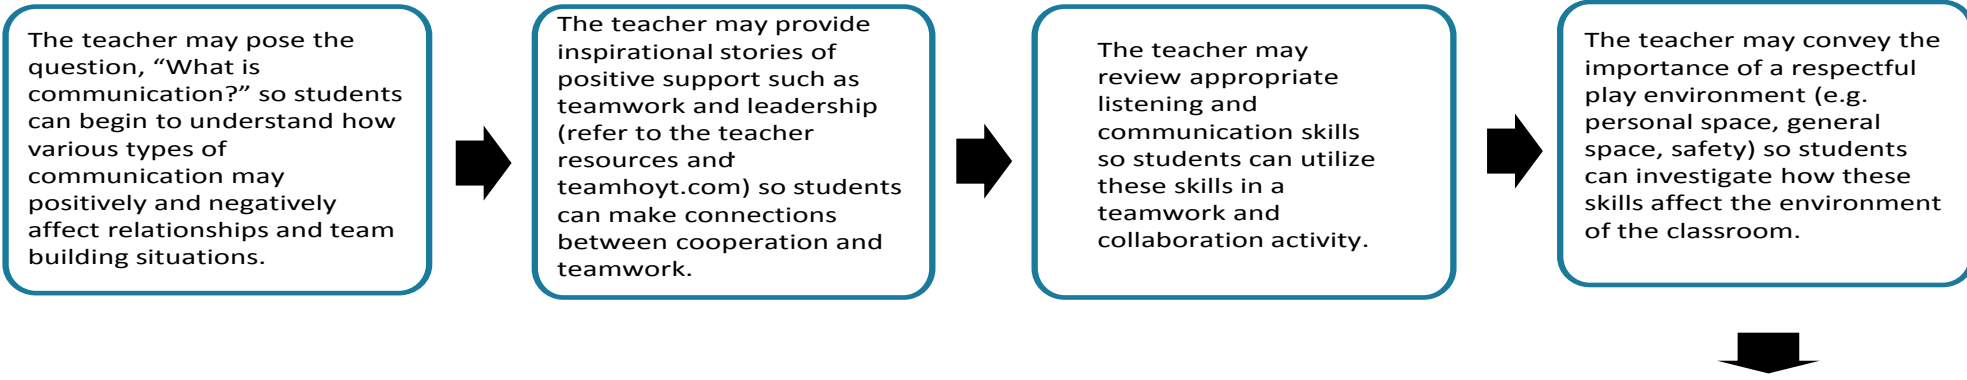 The teacher may pose the
question, “What is
communication?” so students
can begin to understand how
various types of
communication may
positively and negatively
affect relationships and team
building situations.
The teacher may provide
inspirational stories of
positive support such as
teamwork and leadership
(refer to the teacher
resources and
teamhoyt.com) so students
can make connections
between cooperation and
teamwork.
The teacher may
review appropriate
listening and
communication skills
so students can utilize
these skills in a
teamwork and
collaboration activity.
The teacher may convey the
importance of a respectful
play environment (e.g.
personal space, general
space, safety) so students
can investigate how these
skills affect the environment
of the classroom.